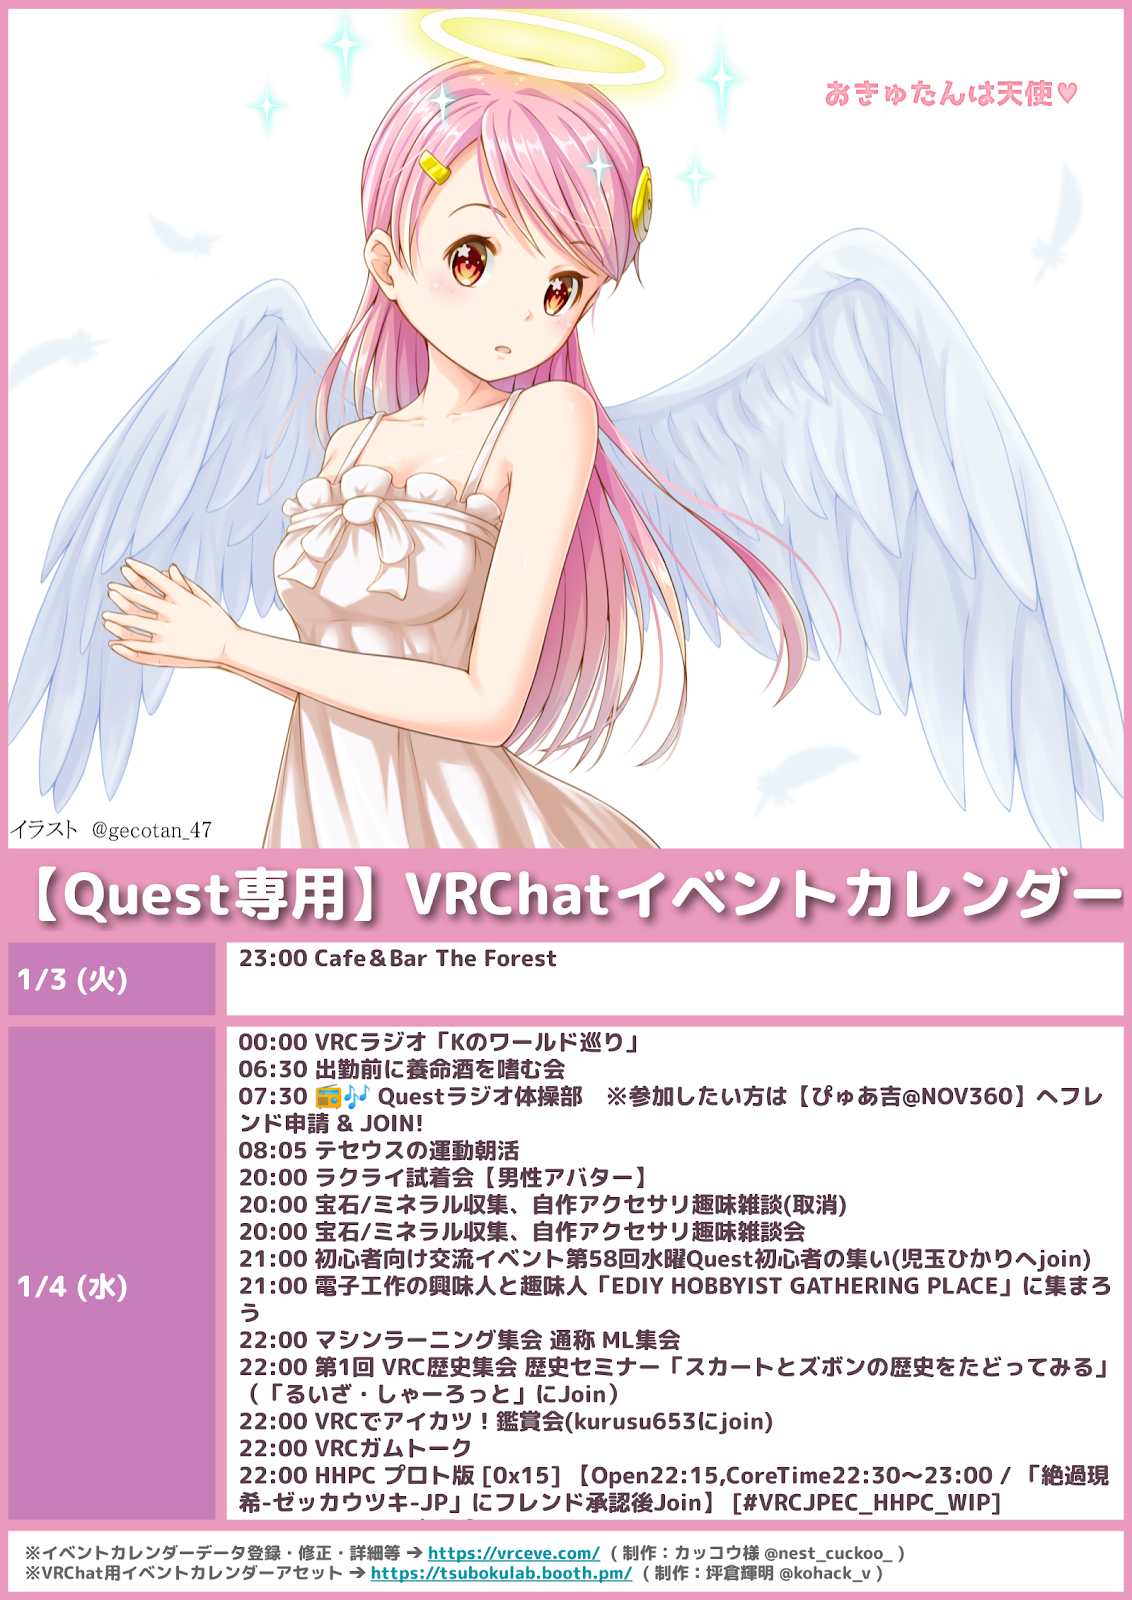 おきゅたんは天使♥
イラスト @gecotan_47
【Quest専用】VRChatイベントカレンダー
1/3 (火)
23:00 Cafe&Bar The Forest
1/4 (水)
00:00 VRCラジオ「Kのワールド巡り」
06:30 出勤前に養命酒を嗜む会
07:30 📻🎶 Questラジオ体操部　※参加したい方は【ぴゅあ吉@NOV360】へフレ
ンド申請 & JOIN!
08:05 テセウスの運動朝活
20:00 ラクライ試着会【男性アバター】
20:00 宝石/ミネラル収集、自作アクセサリ趣味雑談(取消)
20:00 宝石/ミネラル収集、自作アクセサリ趣味雑談会
21:00 初心者向け交流イベント第58回水曜Quest初心者の集い(児玉ひかりへjoin)
21:00 電子工作の興味人と趣味人「EDIY HOBBYIST GATHERING PLACE」に集まろ
う
22:00 マシンラーニング集会 通称 ML集会
22:00 第1回 VRC歴史集会 歴史セミナー「スカートとズボンの歴史をたどってみる」
（「るいざ・しゃーろっと」にJoin）
22:00 VRCでアイカツ！鑑賞会(kurusu653にjoin)
22:00 VRCガムトーク
22:00 HHPC プロト版 [0x15] 【Open22:15,CoreTime22:30～23:00 / 「絶過現
希-ゼッカウツキ-JP」にフレンド承認後Join】 [#VRCJPEC_HHPC_WIP]
※イベントカレンダーデータ登録・修正・詳細等 ➔ https://vrceve.com/ ( 制作：カッコウ様 @nest_cuckoo_ )
※VRChat用イベントカレンダーアセット ➔ https://tsubokulab.booth.pm/ ( 制作：坪倉輝明 @kohack_v )